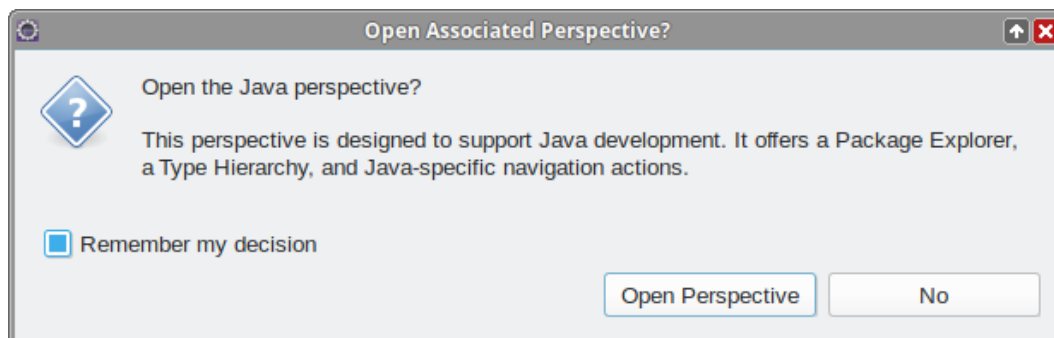 Open Associated Perspective?
Open the Java perspective?
This perspective is designed to support Java development. It offers a Package Explorer,
a Type Hierarchy, and Java-specific navigation actions.
Remember my decision
Open Perspective
No